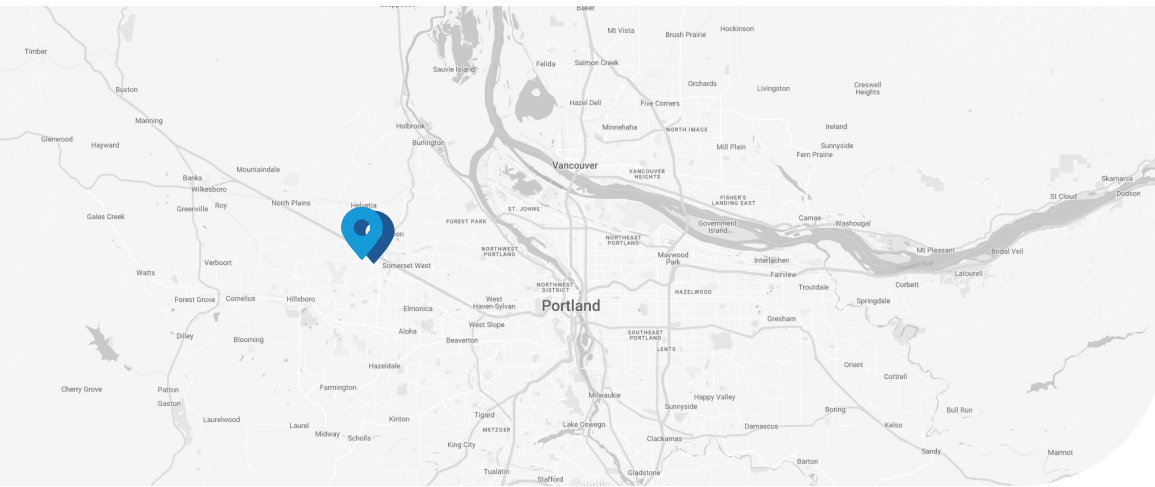 Baker
Mt Vista
Brush Prairie
Hockinson
Timber
Felida
Salmon Creek
Sauvie Island
Orchards
Livingston
Creswell
Heights
Buxton
Hazel Dell
Five Corners
Manning
Holbrook
Minnehaha
NORTH IMAGE
Ireland
Glenwood
Hayward
Burlington
Mill Plain
Sunnyside
Fern Prairie
Vancouver
Mountaindale
VANCOUVER
HEIGHTS
Banks
Skamania
Wilkesboro
St Cloud
Dodson
Greenville
Roy
North Plains
Helvetia
FISHER'S
LANDING EAST
Gales Creek
ST. JOHNS
FOREST PARK
Government
Island
Camas
Washougal
NORTHEAST
PORTLAND
NORTHWEST
PORTLAND
Mt Pleasant
Bridal Veil
Maywood
Park
Interlachen
Verboort
Somerset West
Watts
Fairview
Latourell
Troutdale
Corbett
NORTHWEST
DISTRICT
HAZELWOOD
Forest Grove
Cornelius
Hillsboro
West
Haven-Sylvan
Springdale
Elmonica
Portland
Gresham
West Slope
Aloha
SOUTHEAST
PORTLAND
Dilley
Blooming
Beaverton
LENTS
Hazeldale
Orient
Cottrell
Cherry Grove
Patton
Farmington
Milwaukie
Happy Valley
Gaston
Sunnyside
Boring
Bull Run
Laurelwood
Laurel
Kinton
Tigard
Lake Oswego
Damascus
Kelso
Midway
Scholls
METZGER
Clackamas
King City
Sandy
Marmot
Barton
Tualatin
Gladstone
Stafford
Google